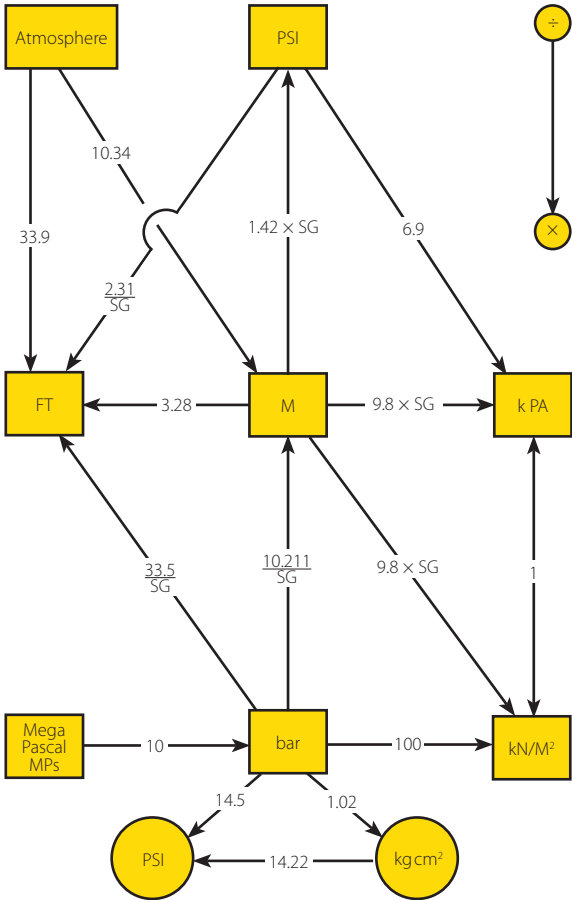 Atmosphere
PSI
÷
10.34
33.9
1.42 × SG
6.9
×
2.31
SG
FT
3.28
M
9.8 × SG
k PA
33.5
SG
10.211
SG
9.8 × SG
1
Mega
Pascal
MPs
10
bar
100
kN/M²
14.5
1.02
PSI
14.22
kg cm²